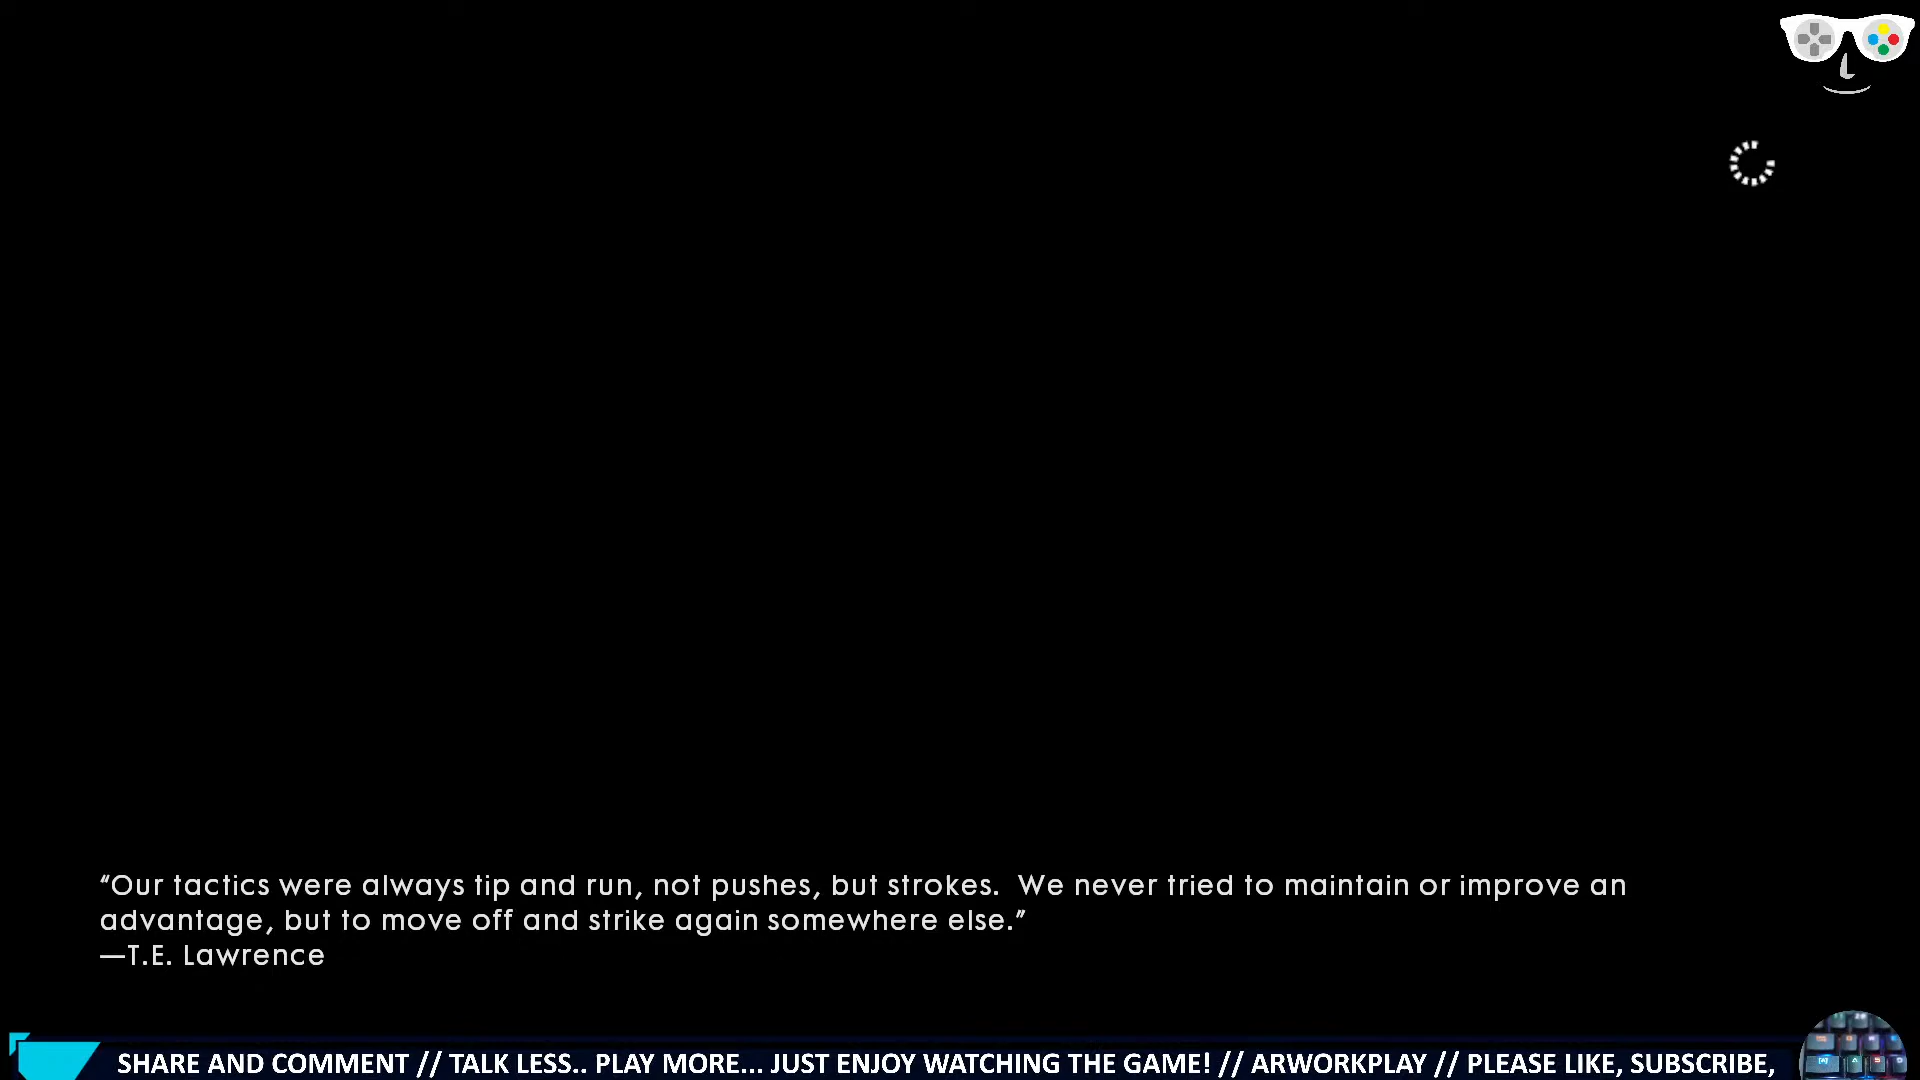 “Our tactics were always tip and run, not pushes, but strokes.  We never tried to maintain or improve an
advantage, but to move off and strike again somewhere else.”
—T.E. Lawrence
SHARE AND COMMENT // TALK LESS.. PLAY MORE... JUST ENJOY WATCHING THE GAME! // ARWORKPLAY // PLEASE LIKE, SUBSCRIBE,